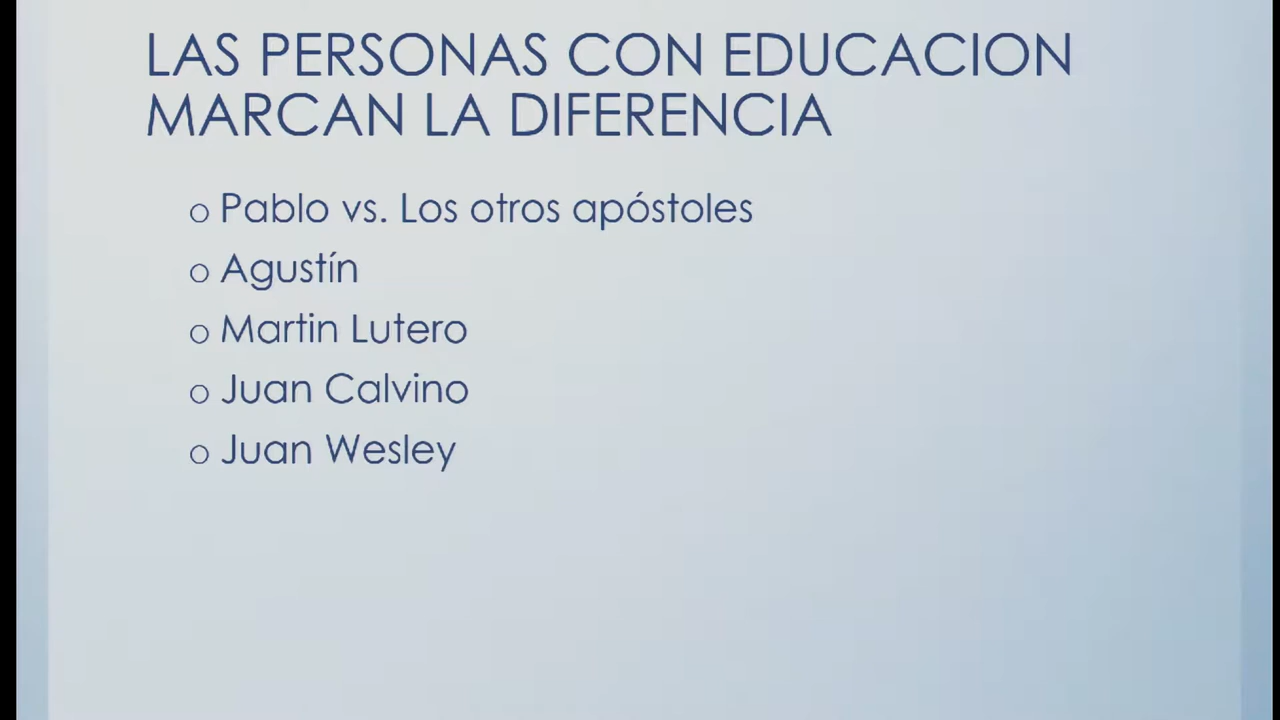 LAS PERSONAS CON EDUCACION
MARCAN LA DIFERENCIA
o Pablo vs. Los otros apóstoles
o Agustín
o Martin Lutero
o Juan Calvino
o Juan Wesley